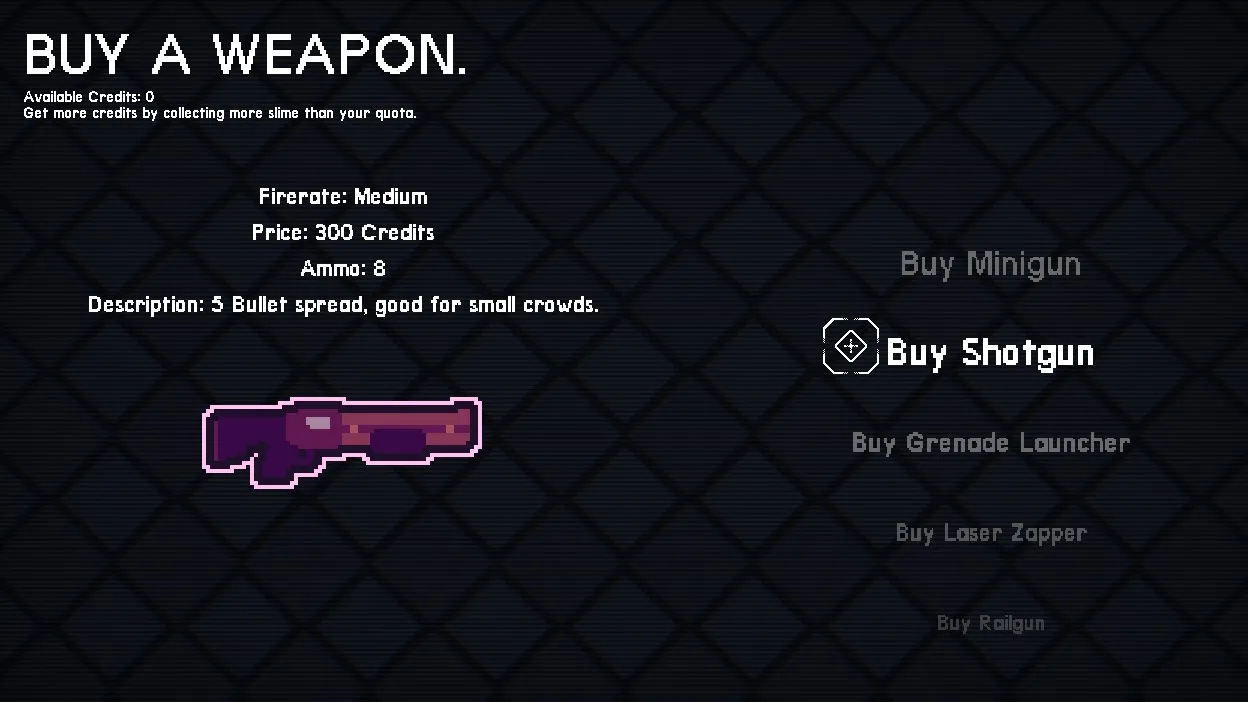 BUY A WEAPON.
Available Credits: 0
Get more credits by collecting more slime than your quota.
Firerate: Medium
Price: 300 Credits
Ammo: 8
Description: 5 Bullet spread, good for small crowds.
Buy Minigun
Buy Shotgun
Buy Grenade Launcher
Buy Laser Zapper
Buy Railgun